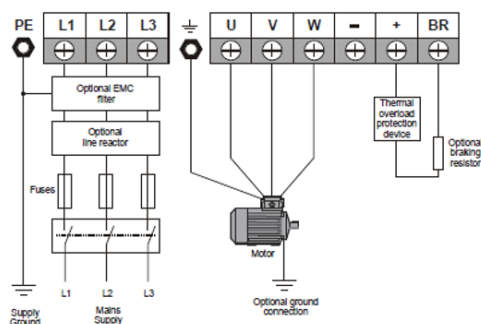 PE L1 L2 L3 U V W - + BR
Optional EMC
filter
Optional
line reactor
Fuses
Thermal
overload
protection
device
Optional
braking
resistor
Motor
L1 L2 L3
Supply
Ground
Mains
Supply
Optional ground
connection